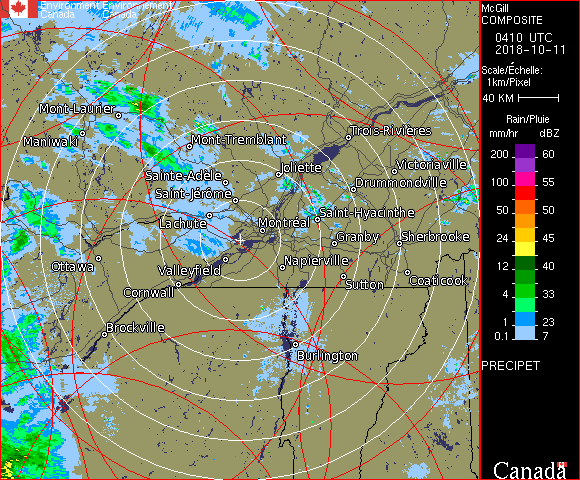 Environment Environnement
Canada Canada
McGill
COMPOSITE
0410 UTC
2018-10-11
Scale/Échelle:
1km/Pixel
40 KM
Rain/Pluie
mm/hr dBZ
200 60
100 55
50 50
24 45
12 40
4 33
1 23
0.1 7
PRECIPET
Canada
Mont-Laurier
Maniwaki
Mont-Tremblant
Trois-Rivières
Sainte-Adèle
Joliette
Victoriaville
Saint-Jérôme
Drummondville
Lachute
Montréal
Saint-Hyacinthe
Ottawa
Granby
Sherbrooke
Valleyfield
Napierville
Cornwall
Sutton
Coaticook
Brockville
Burlington